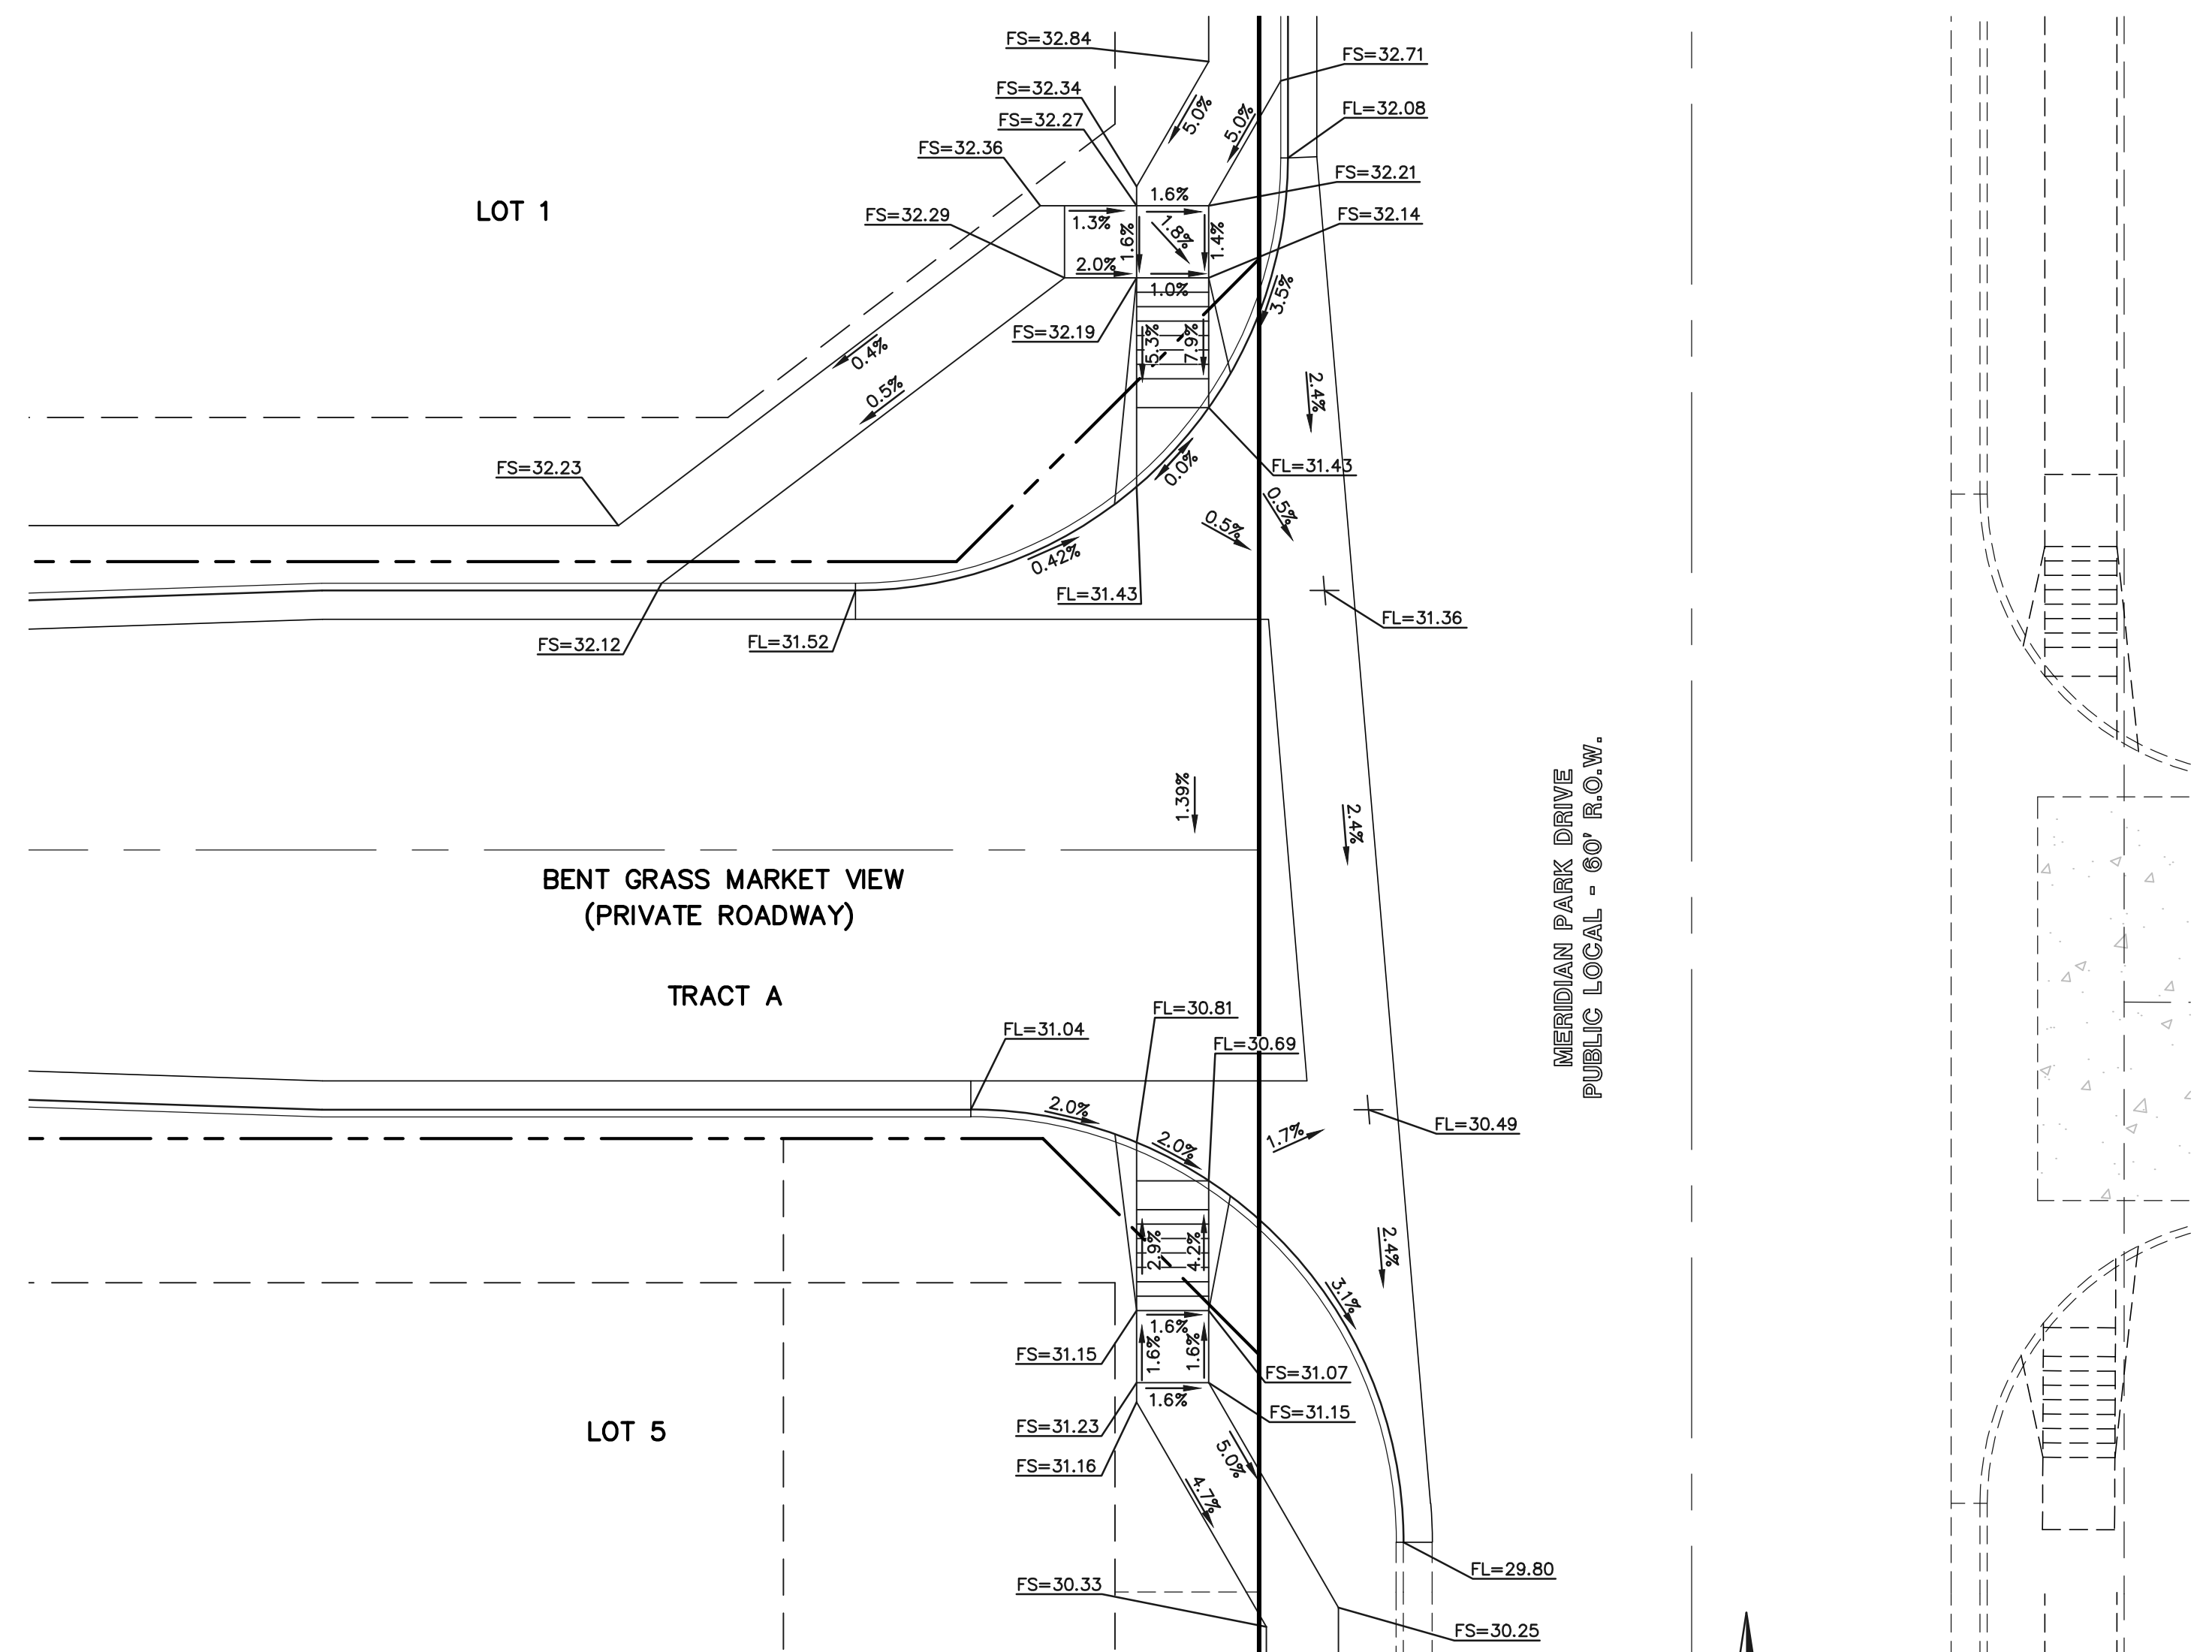 FS=32.84
FS=32.71
FS=32.34
FL=32.08
FS=32.27
5.0%
5.0%
FS=32.36
FS=32.21
1.6%
LOT 1
FS=32.29
FS=32.14
1.3%
1.6%
1.8%
1.4%
2.0%
1.0%
3.5%
FS=32.19
5.3%
7.9%
0.4%
0.5%
2.4%
FS=32.23
FL=31.43
0.0%
0.5%
0.5%
0.42%
FL=31.43
FL=31.36
FS=32.12
FL=31.52
1.39%
2.4%
MERIDIAN PARK DRIVE
PUBLIC LOCAL - 60' R.O.W.
BENT GRASS MARKET VIEW
(PRIVATE ROADWAY)
TRACT A
FL=30.81
FL=31.04
FL=30.69
2.0%
2.0%
1.7%
FL=30.49
2.9%
4.2%
2.4%
3.1%
1.6%
FS=31.15
1.6%
1.6%
FS=31.07
1.6%
FS=31.15
FS=31.23
LOT 5
FS=31.16
5.0%
4.7%
FL=29.80
FS=30.33
FS=30.25